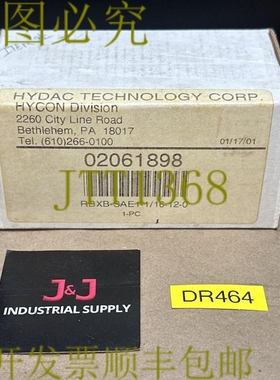 图必究
HYDAC TECHNOLOGY CORP.
HYCON Division
2260 City Line Road
Bethlehem, PA 18017
Tel. (610)266-0100
01/17/01
02061898
JTT1368
RBXB-SAE1-1/16-12-0
1-PC
J&J
INDUSTRIAL SUPPLY
DR464
开发票顺丰包邮